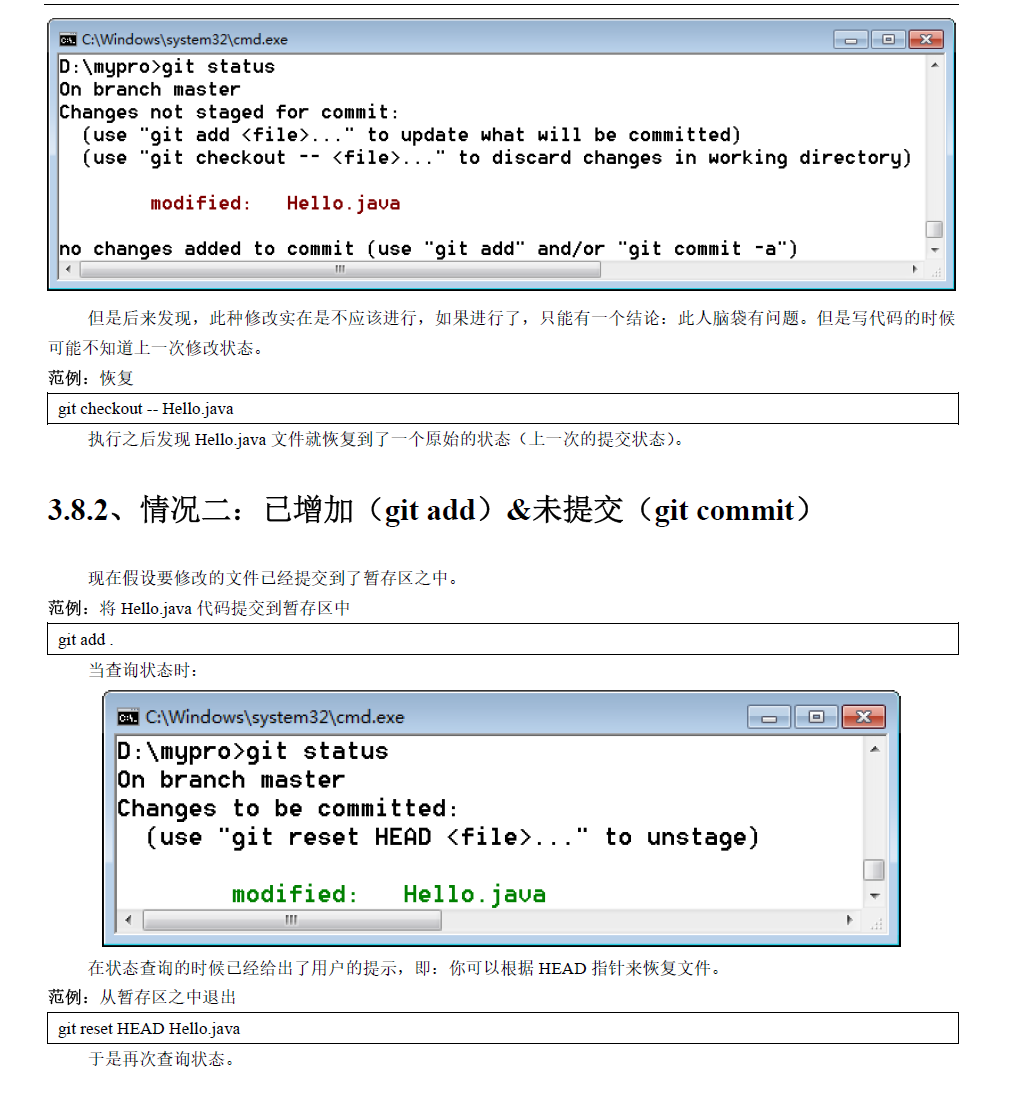 C:\Windows\system32\cmd.exe
D:\mypro>git status
On branch master
Changes not staged for commit:
  (use "git add <file>..." to update what will be committed)
  (use "git checkout -- <file>..." to discard changes in working directory)
        modified:   Hello.java
no changes added to commit (use "git add" and/or "git commit -a")
但是后来发现，此种修改实在是不应该进行，如果进行了，只能有一个结论：此人脑袋有问题。但是写代码的时候
可能不知道上一次修改状态。
范例：恢复
git checkout -- Hello.java
执行之后发现 Hello.java 文件就恢复到了一个原始的状态（上一次的提交状态）。
3.8.2、情况二：已增加（git add）&未提交（git commit）
现在假设要修改的文件已经提交到了暂存区之中。
范例：将 Hello.java 代码提交到暂存区中
git add .
当查询状态时：
C:\Windows\system32\cmd.exe
D:\mypro>git status
On branch master
Changes to be committed:
  (use "git reset HEAD <file>..." to unstage)
        modified:   Hello.java
在状态查询的时候已经给出了用户的提示，即：你可以根据 HEAD 指针来恢复文件。
范例：从暂存区之中退出
git reset HEAD Hello.java
于是再次查询状态。